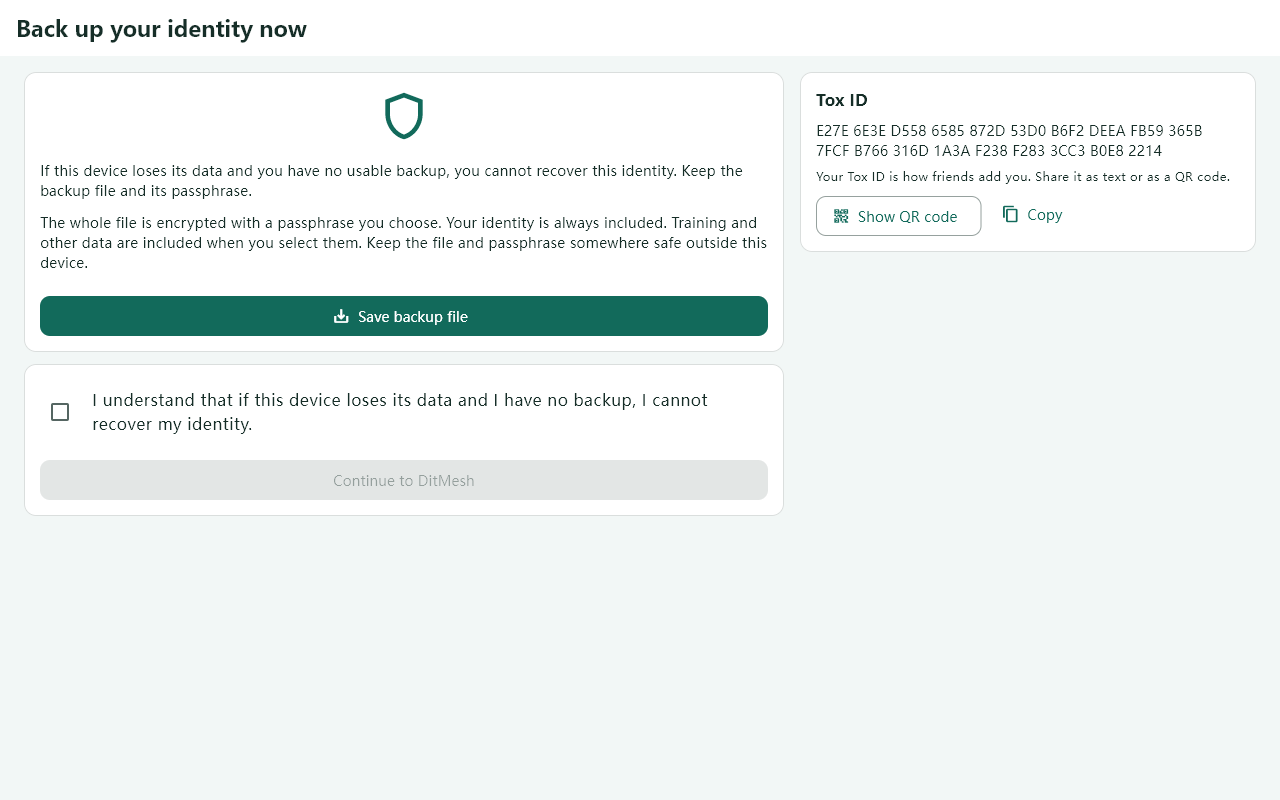 Back up your identity now
If this device loses its data and you have no usable backup, you cannot recover this identity. Keep the
backup file and its passphrase.
The whole file is encrypted with a passphrase you choose. Your identity is always included. Training and
other data are included when you select them. Keep the file and passphrase somewhere safe outside this
device.
Save backup file
I understand that if this device loses its data and I have no backup, I cannot
recover my identity.
Continue to DitMesh
Tox ID
E27E 6E3E D558 6585 872D 53D0 B6F2 DEEA FB59 365B
7FCF B766 316D 1A3A F238 F283 3CC3 B0E8 2214
Your Tox ID is how friends add you. Share it as text or as a QR code.
Show QR code
Copy